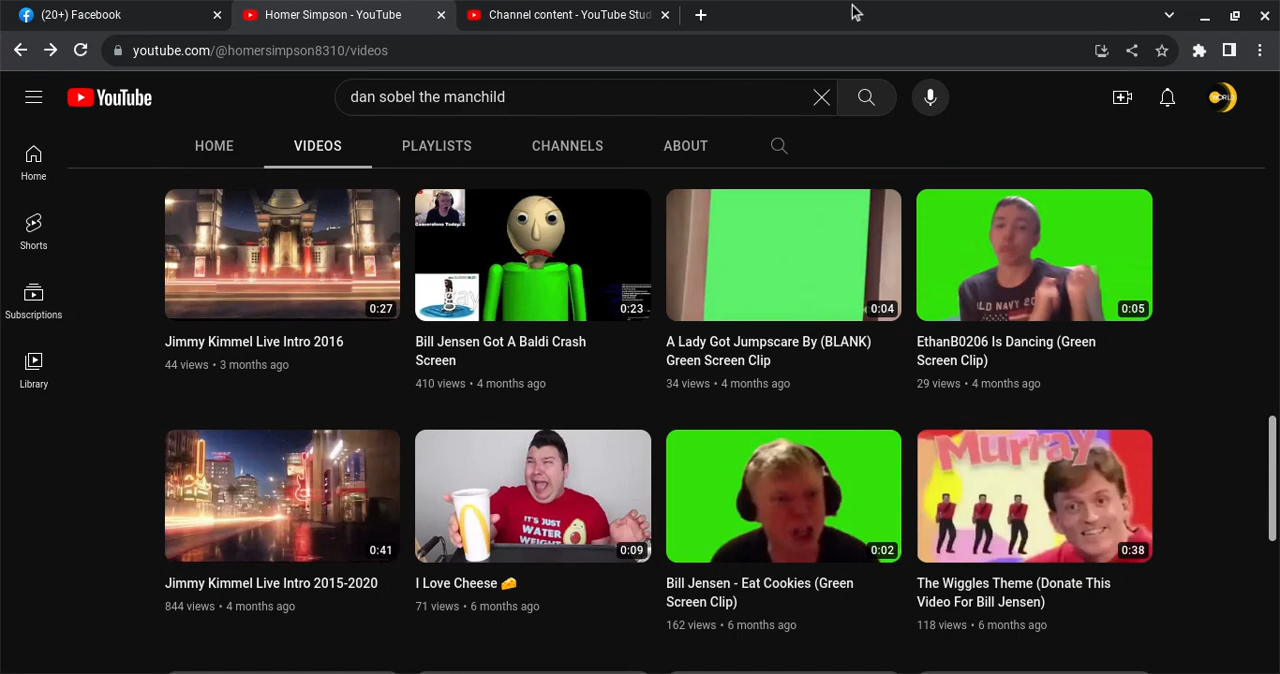 (20+) Facebook
Homer Simpson - YouTube
Channel content - YouTube Stud
youtube.com/@homersimpson8310/videos
YouTube
dan sobel the manchild
WORLD
HOME
VIDEOS
PLAYLISTS
CHANNELS
ABOUT
Home
Shorts
Subscriptions
Library
0:27
0:23
0:04
OLD NAVY 20
0:05
Jimmy Kimmel Live Intro 2016
44 views • 3 months ago
Bill Jensen Got A Baldi Crash
Screen
410 views • 4 months ago
A Lady Got Jumpscare By (BLANK)
Green Screen Clip
34 views • 4 months ago
EthanB0206 Is Dancing (Green
Screen Clip)
29 views • 4 months ago
0:41
IT'S JUST
WATER
WEIGHT
0:09
0:02
Murray
0:38
Jimmy Kimmel Live Intro 2015-2020
844 views • 4 months ago
I Love Cheese 🧀
71 views • 6 months ago
Bill Jensen - Eat Cookies (Green
Screen Clip)
162 views • 6 months ago
The Wiggles Theme (Donate This
Video For Bill Jensen)
118 views • 6 months ago